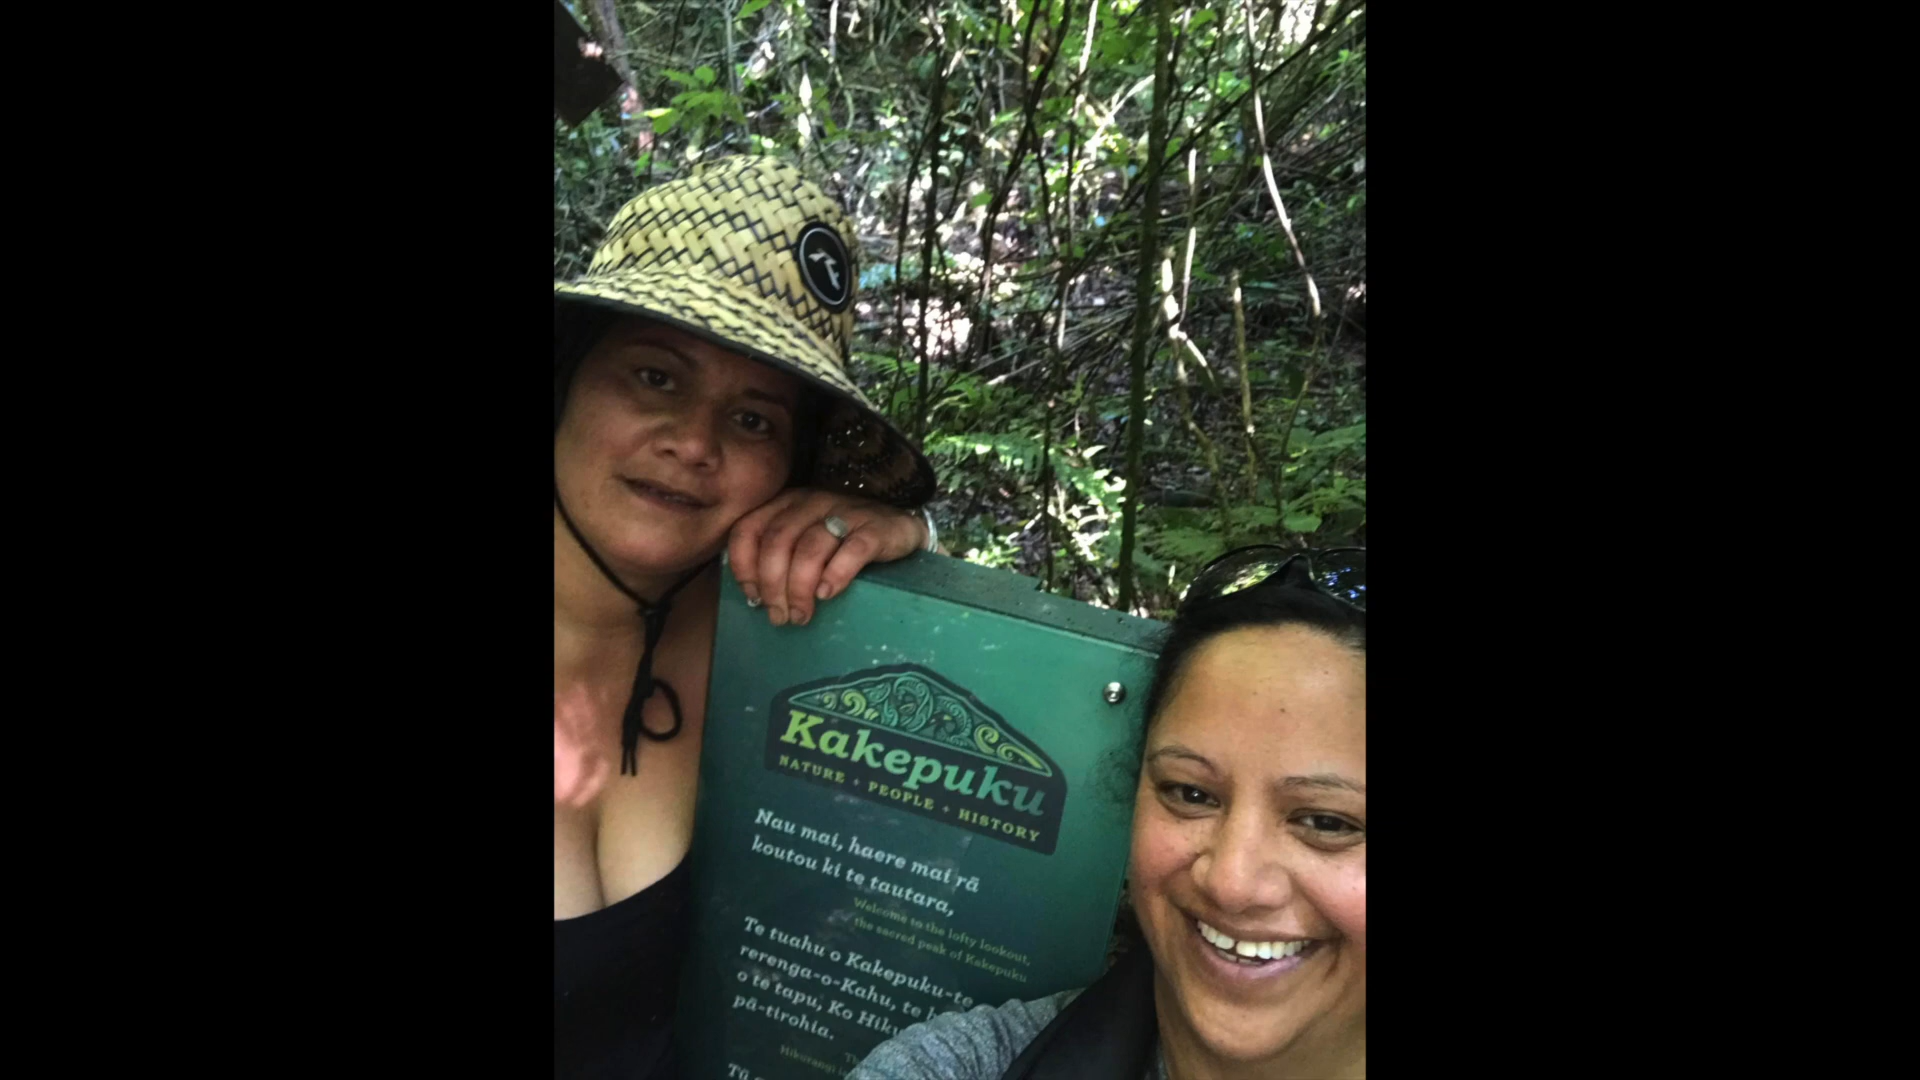 Kakepuku
NATURE + PEOPLE + HISTORY
Nau mai, haere mai rā
koutou ki te tautara,
Welcome to the lofty lookout,
the sacred peak of Kakepuku
Te tuahu o Kakepuku-te
rerenga-o-Kahu, te
o te tapu, Ko
pā-tirohia.
Hikurangi